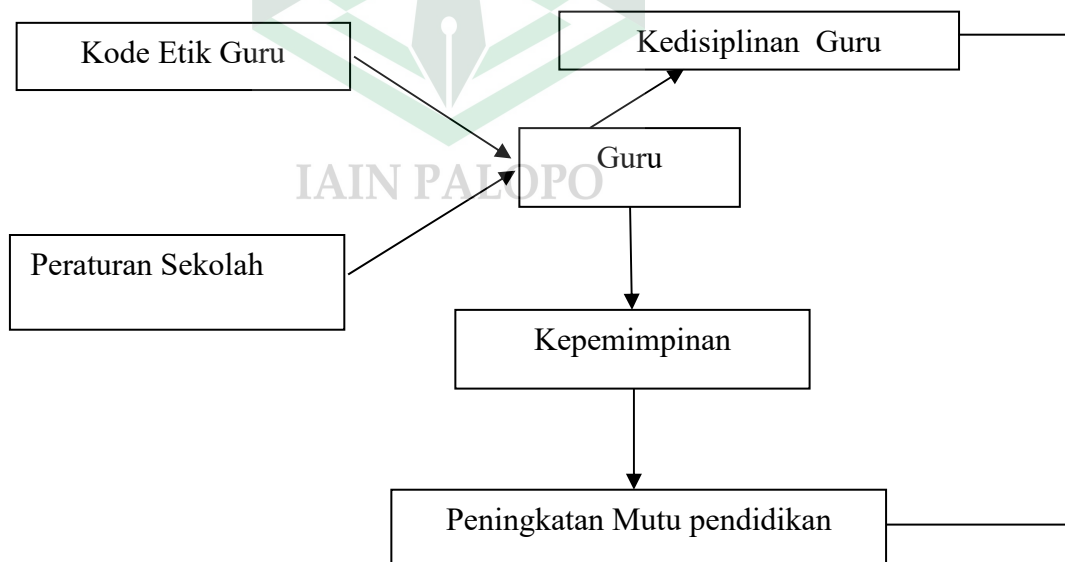 Kode Etik Guru
Kedisiplinan Guru
Guru
IAIN PALOPO
Peraturan Sekolah
Kepemimpinan
Peningkatan Mutu pendidikan